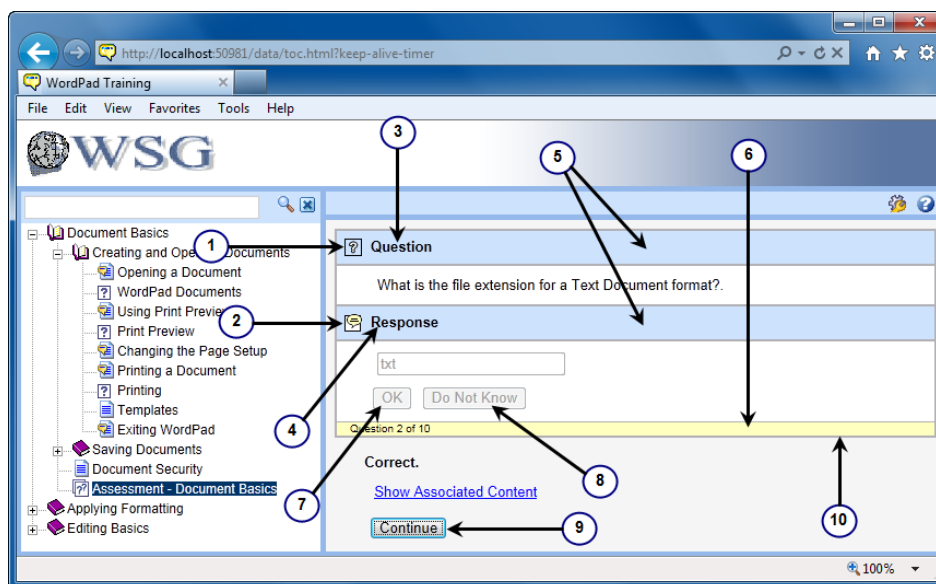 http://localhost:50981/data/toc.html?keep-alive-timer
WordPad Training
File Edit View Favorites Tools Help
WSG
3
5
6
Document Basics
Creating and Ope Documents
1
Question
Opening a Document
WordPad Documents
What is the file extension for a Text Document format?.
Using Print Previe
2
Response
Print Preview
Changing the Page Setup
txt
Printing a Document
Printing
OK Do Not Know
Templates
4
Exiting WordPad
Question 2 of 10
Saving Documents
Document Security
Correct.
8
Assessment - Document Basics
7
Show Associated Content
Applying Formatting
10
Editing Basics
Continue
9
100%